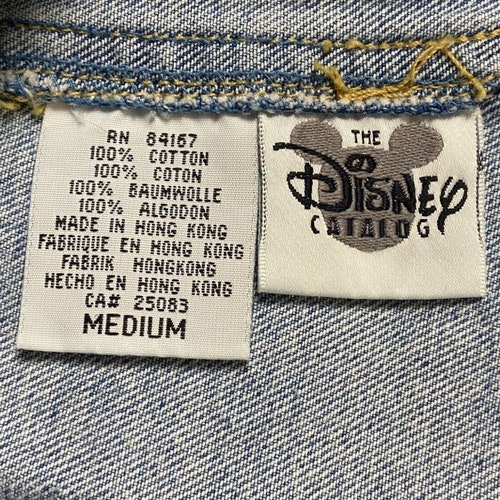 RN 84167
100% COTTON
100% COTON
100% BAUMWOLLE
100% ALGODON
MADE IN HONG KONG
FABRIQUE EN HONG KONG
FABRIK HONGKONG
HECHO EN HONG KONG
CA# 25083
MEDIUM
THE
DISNEY
CATALOG